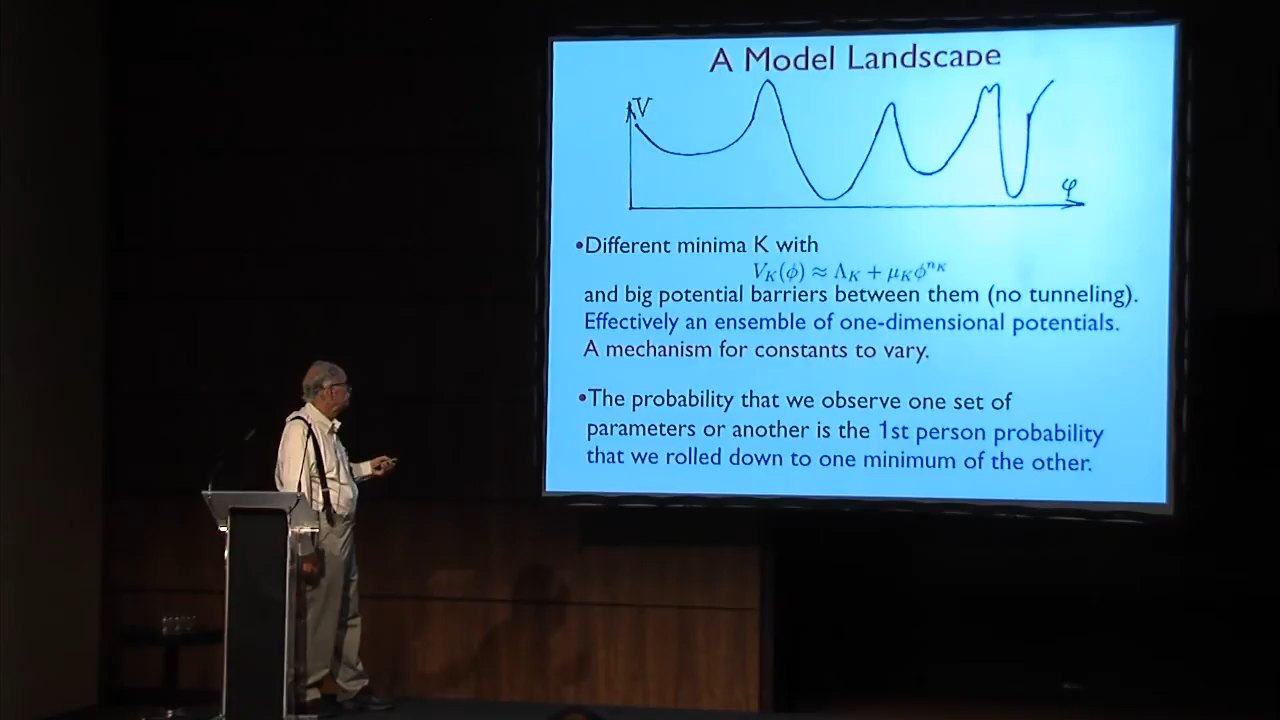 A Model Landscape
V
φ
•Different minima K with
V_K(ϕ) ≈ Λ_K + μ_Kϕ^{n_K}
and big potential barriers between them (no tunneling).
Effectively an ensemble of one-dimensional potentials.
A mechanism for constants to vary.
•The probability that we observe one set of
parameters or another is the 1st person probability
that we rolled down to one minimum of the other.